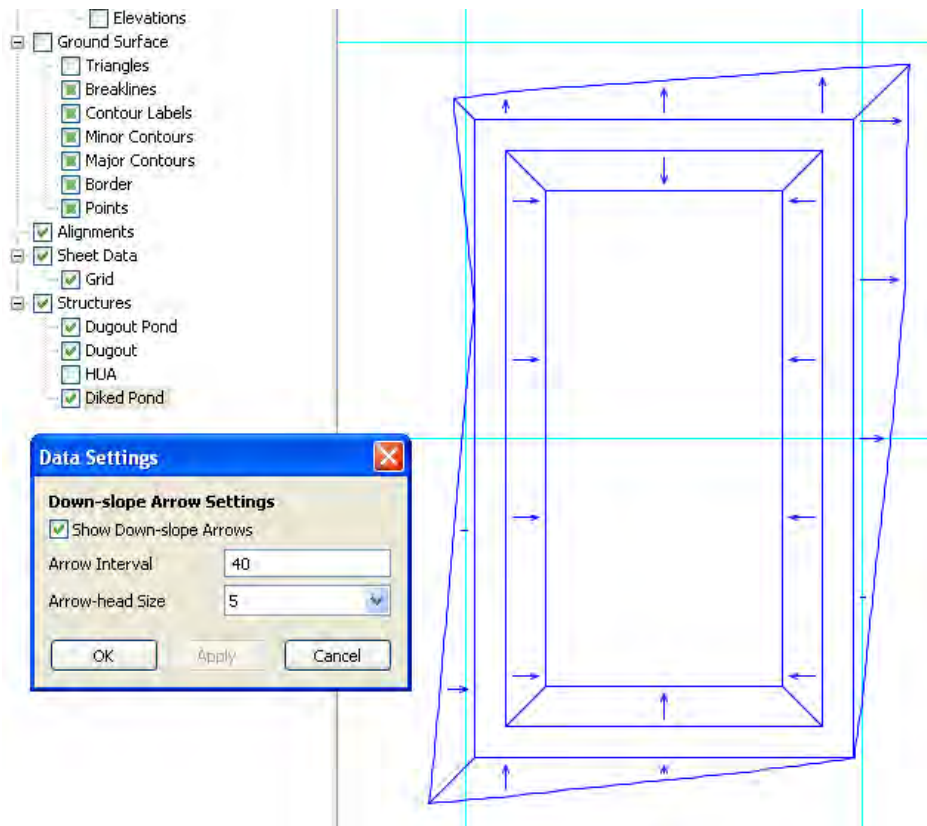 Elevations
Ground Surface
Triangles
Breaklines
Contour Labels
Minor Contours
Major Contours
Border
Points
Alignments
Sheet Data
Grid
Structures
Dugout Pond
Dugout
HUA
Diked Pond
Data Settings
Down-slope Arrow Settings
Show Down-slope Arrows
Arrow Interval 40
Arrow-head Size 5
OK Apply Cancel